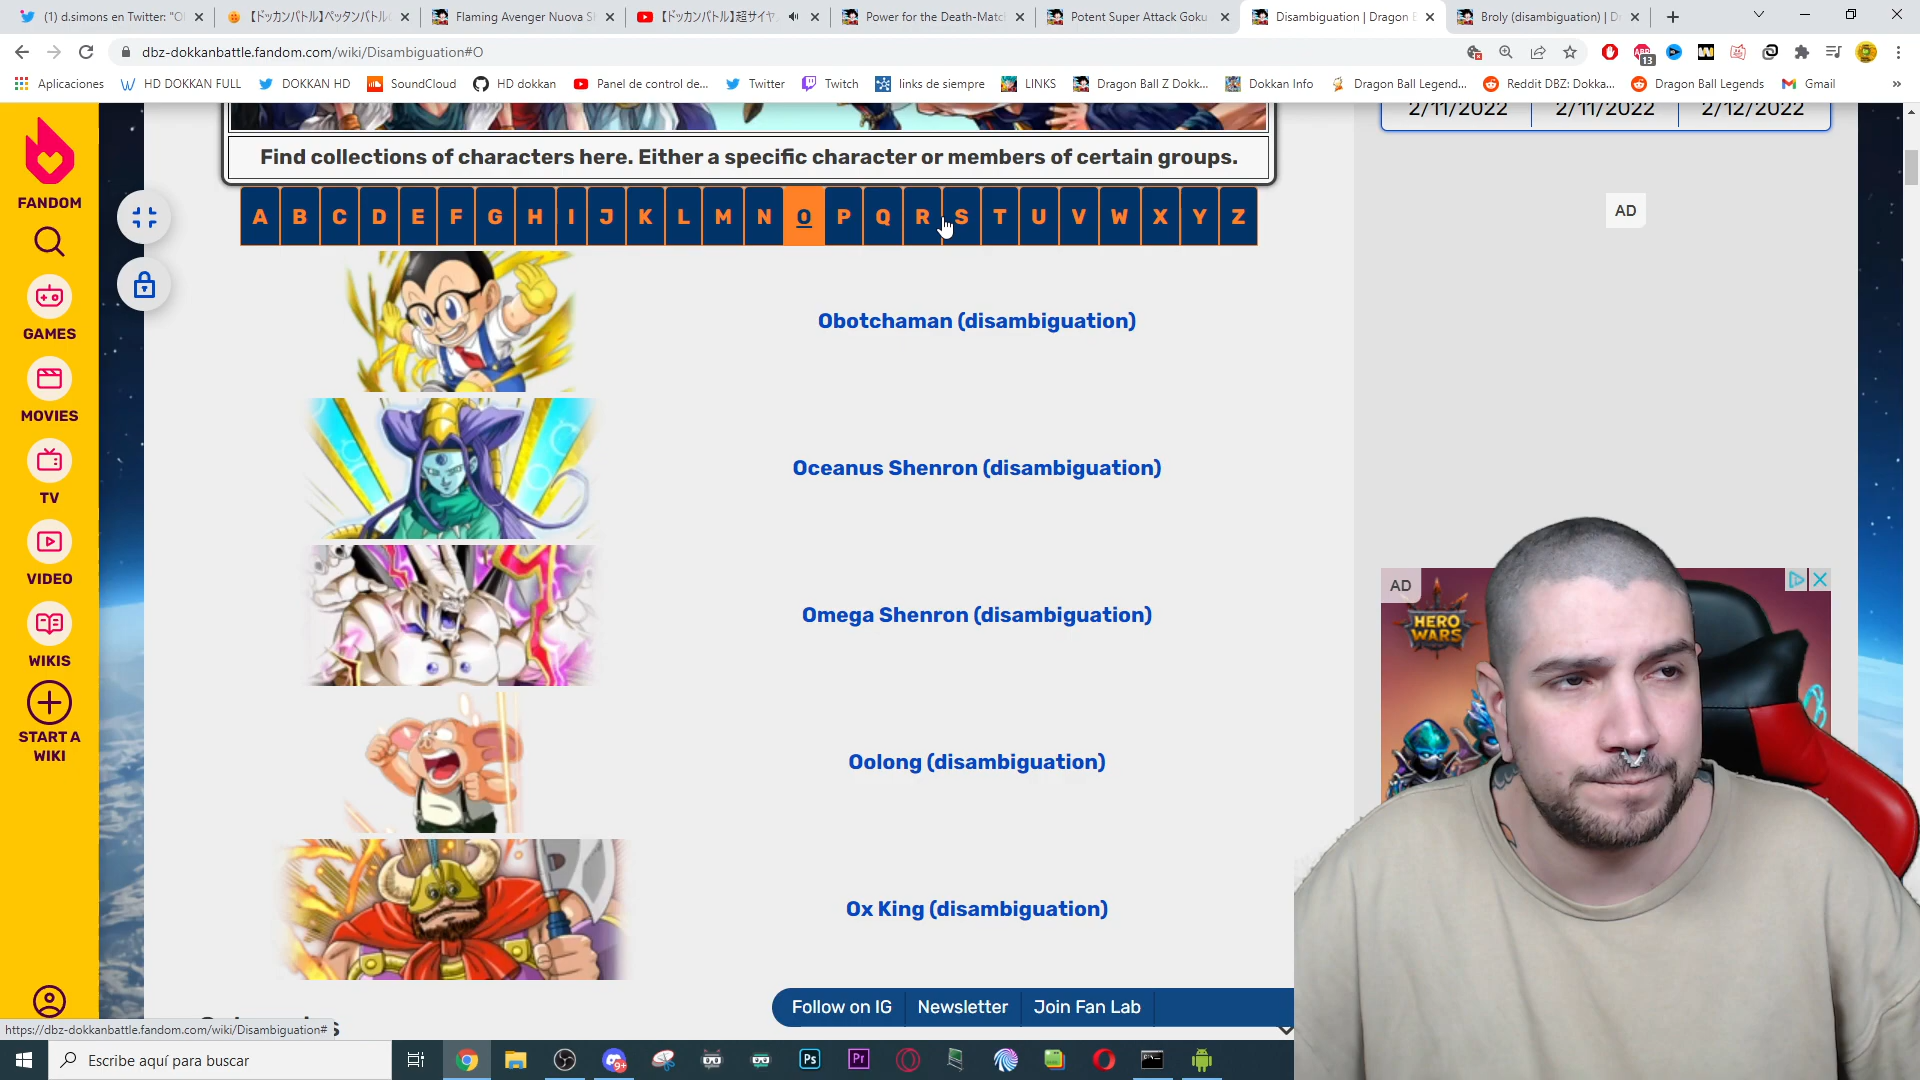 (1) d.simons en Twitter: "O
【ドッカンバトル】ペッタンバトル
Flaming Avenger Nuova S
【ドッカンバトル】超サイヤ
Power for the Death-Matc
Potent Super Attack Goku
Disambiguation | Dragon B
Broly (disambiguation) | D
dbz-dokkanbattle.fandom.com/wiki/Disambiguation#O
13
Aplicaciones
HD DOKKAN FULL
DOKKAN HD
SoundCloud
HD dokkan
Panel de control de...
Twitter
Twitch
links de siempre
LINKS
Dragon Ball Z Dokk...
Dokkan Info
Dragon Ball Legend...
Reddit DBZ: Dokka...
Dragon Ball Legends
Gmail
»
2/11/2022
2/11/2022
2/12/2022
Find collections of characters here. Either a specific character or members of certain groups.
A B C D E F G H I J K L M N O P Q R S T U V W X Y Z
FANDOM
GAMES
MOVIES
TV
VIDEO
WIKIS
START A
WIKI
Obotchaman (disambiguation)
Oceanus Shenron (disambiguation)
Omega Shenron (disambiguation)
Oolong (disambiguation)
Ox King (disambiguation)
AD
AD
HERO
WARS
Follow on IG
Newsletter
Join Fan Lab
https://dbz-dokkanbattle.fandom.com/wiki/Disambiguation#
Escribe aquí para buscar
9+
Ps
Pr